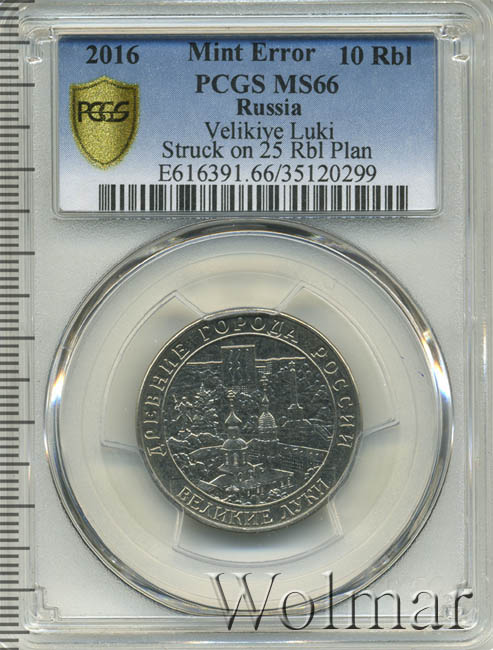 2016 Mint Error 10 Rbl
PCGS MS66
Russia
Velikiye Luki
Struck on 25 Rbl Plan
E616391.66/35120299
PCGS
ДРЕВНИЕ ГОРОДА РОССИИ
ВЕЛИКИЕ ЛУКИ
Wolmar